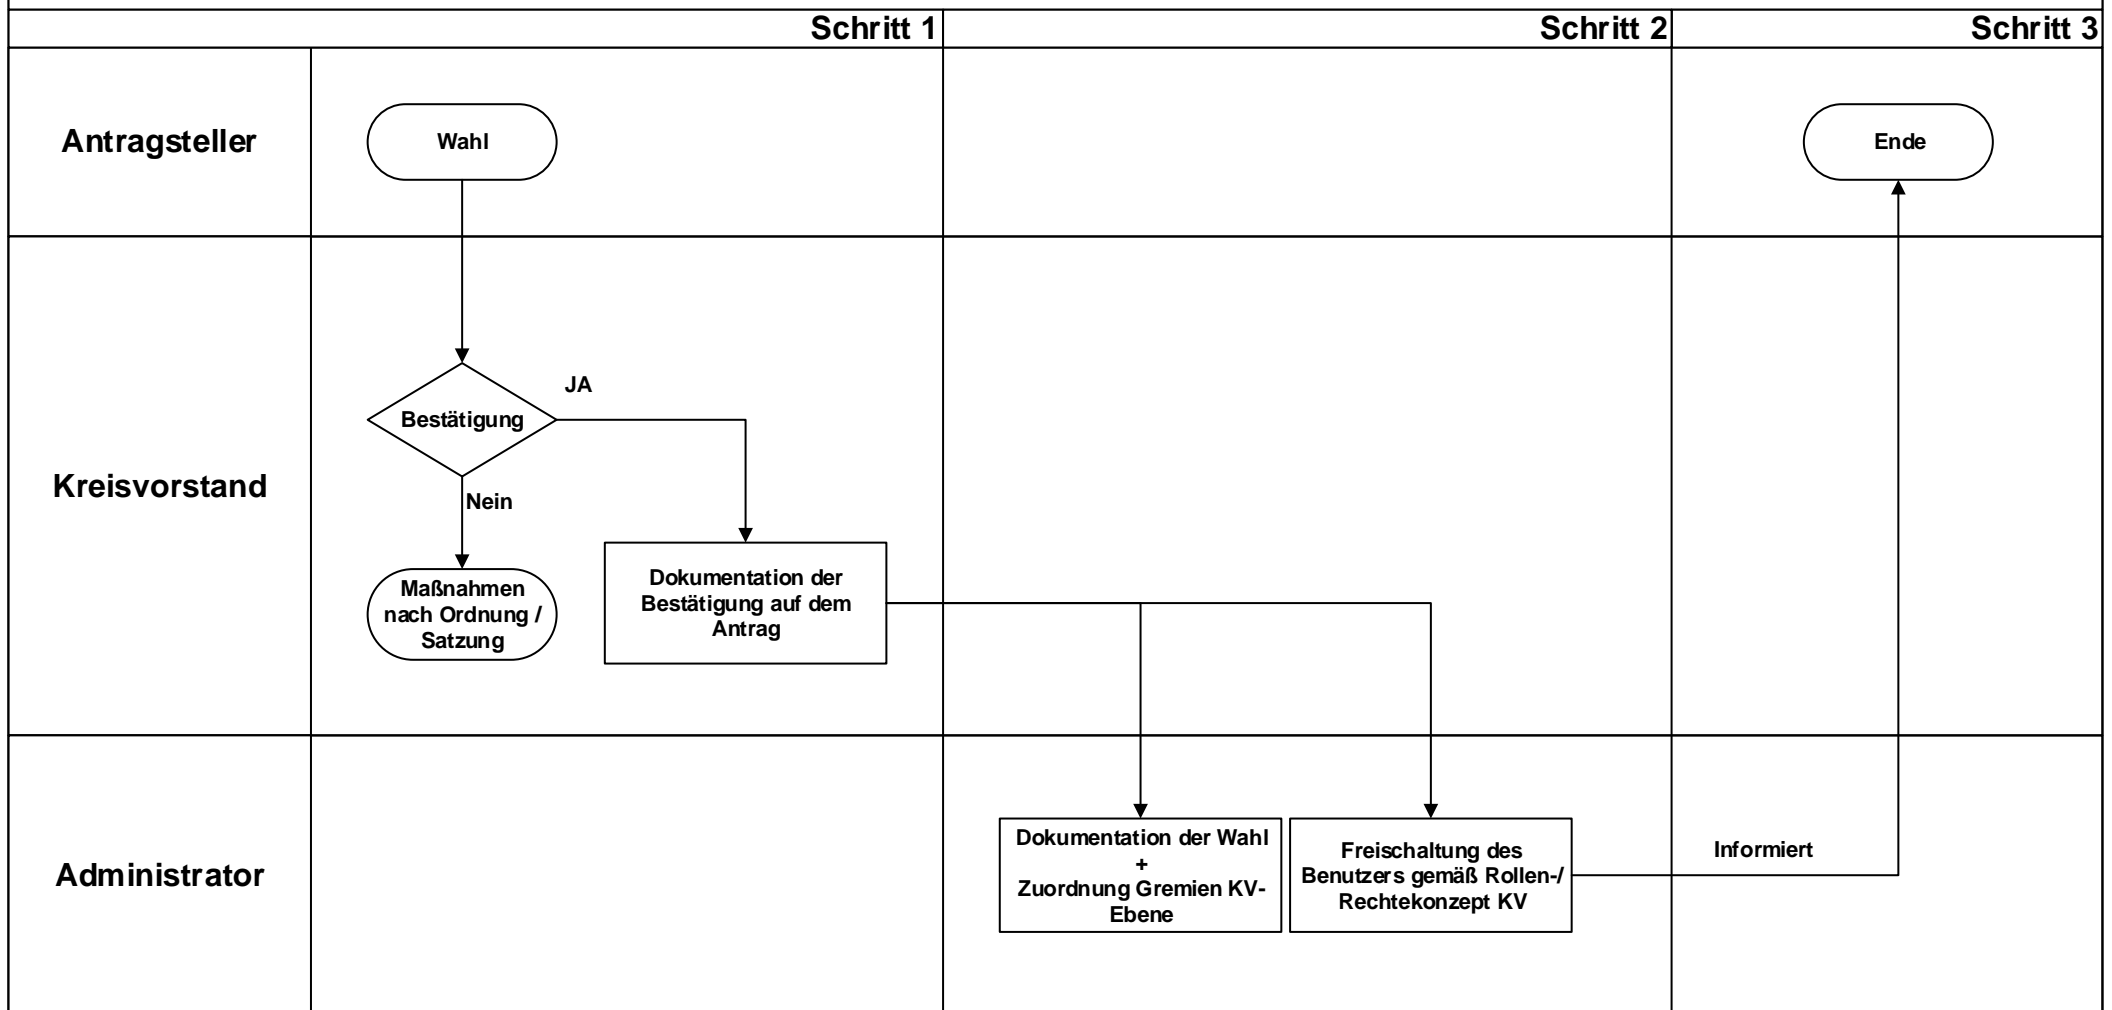 Schritt 1
Schritt 2
Schritt 3
Antragsteller
Wahl
Ende
Kreisvorstand
JA
Bestätigung
Nein
Maßnahmen
nach Ordnung /
Satzung
Dokumentation der
Bestätigung auf dem
Antrag
Administrator
Dokumentation der Wahl
+
Zuordnung Gremien KV-
Ebene
Freischaltung des
Benutzers gemäß Rollen-/
Rechtekonzept KV
Informiert